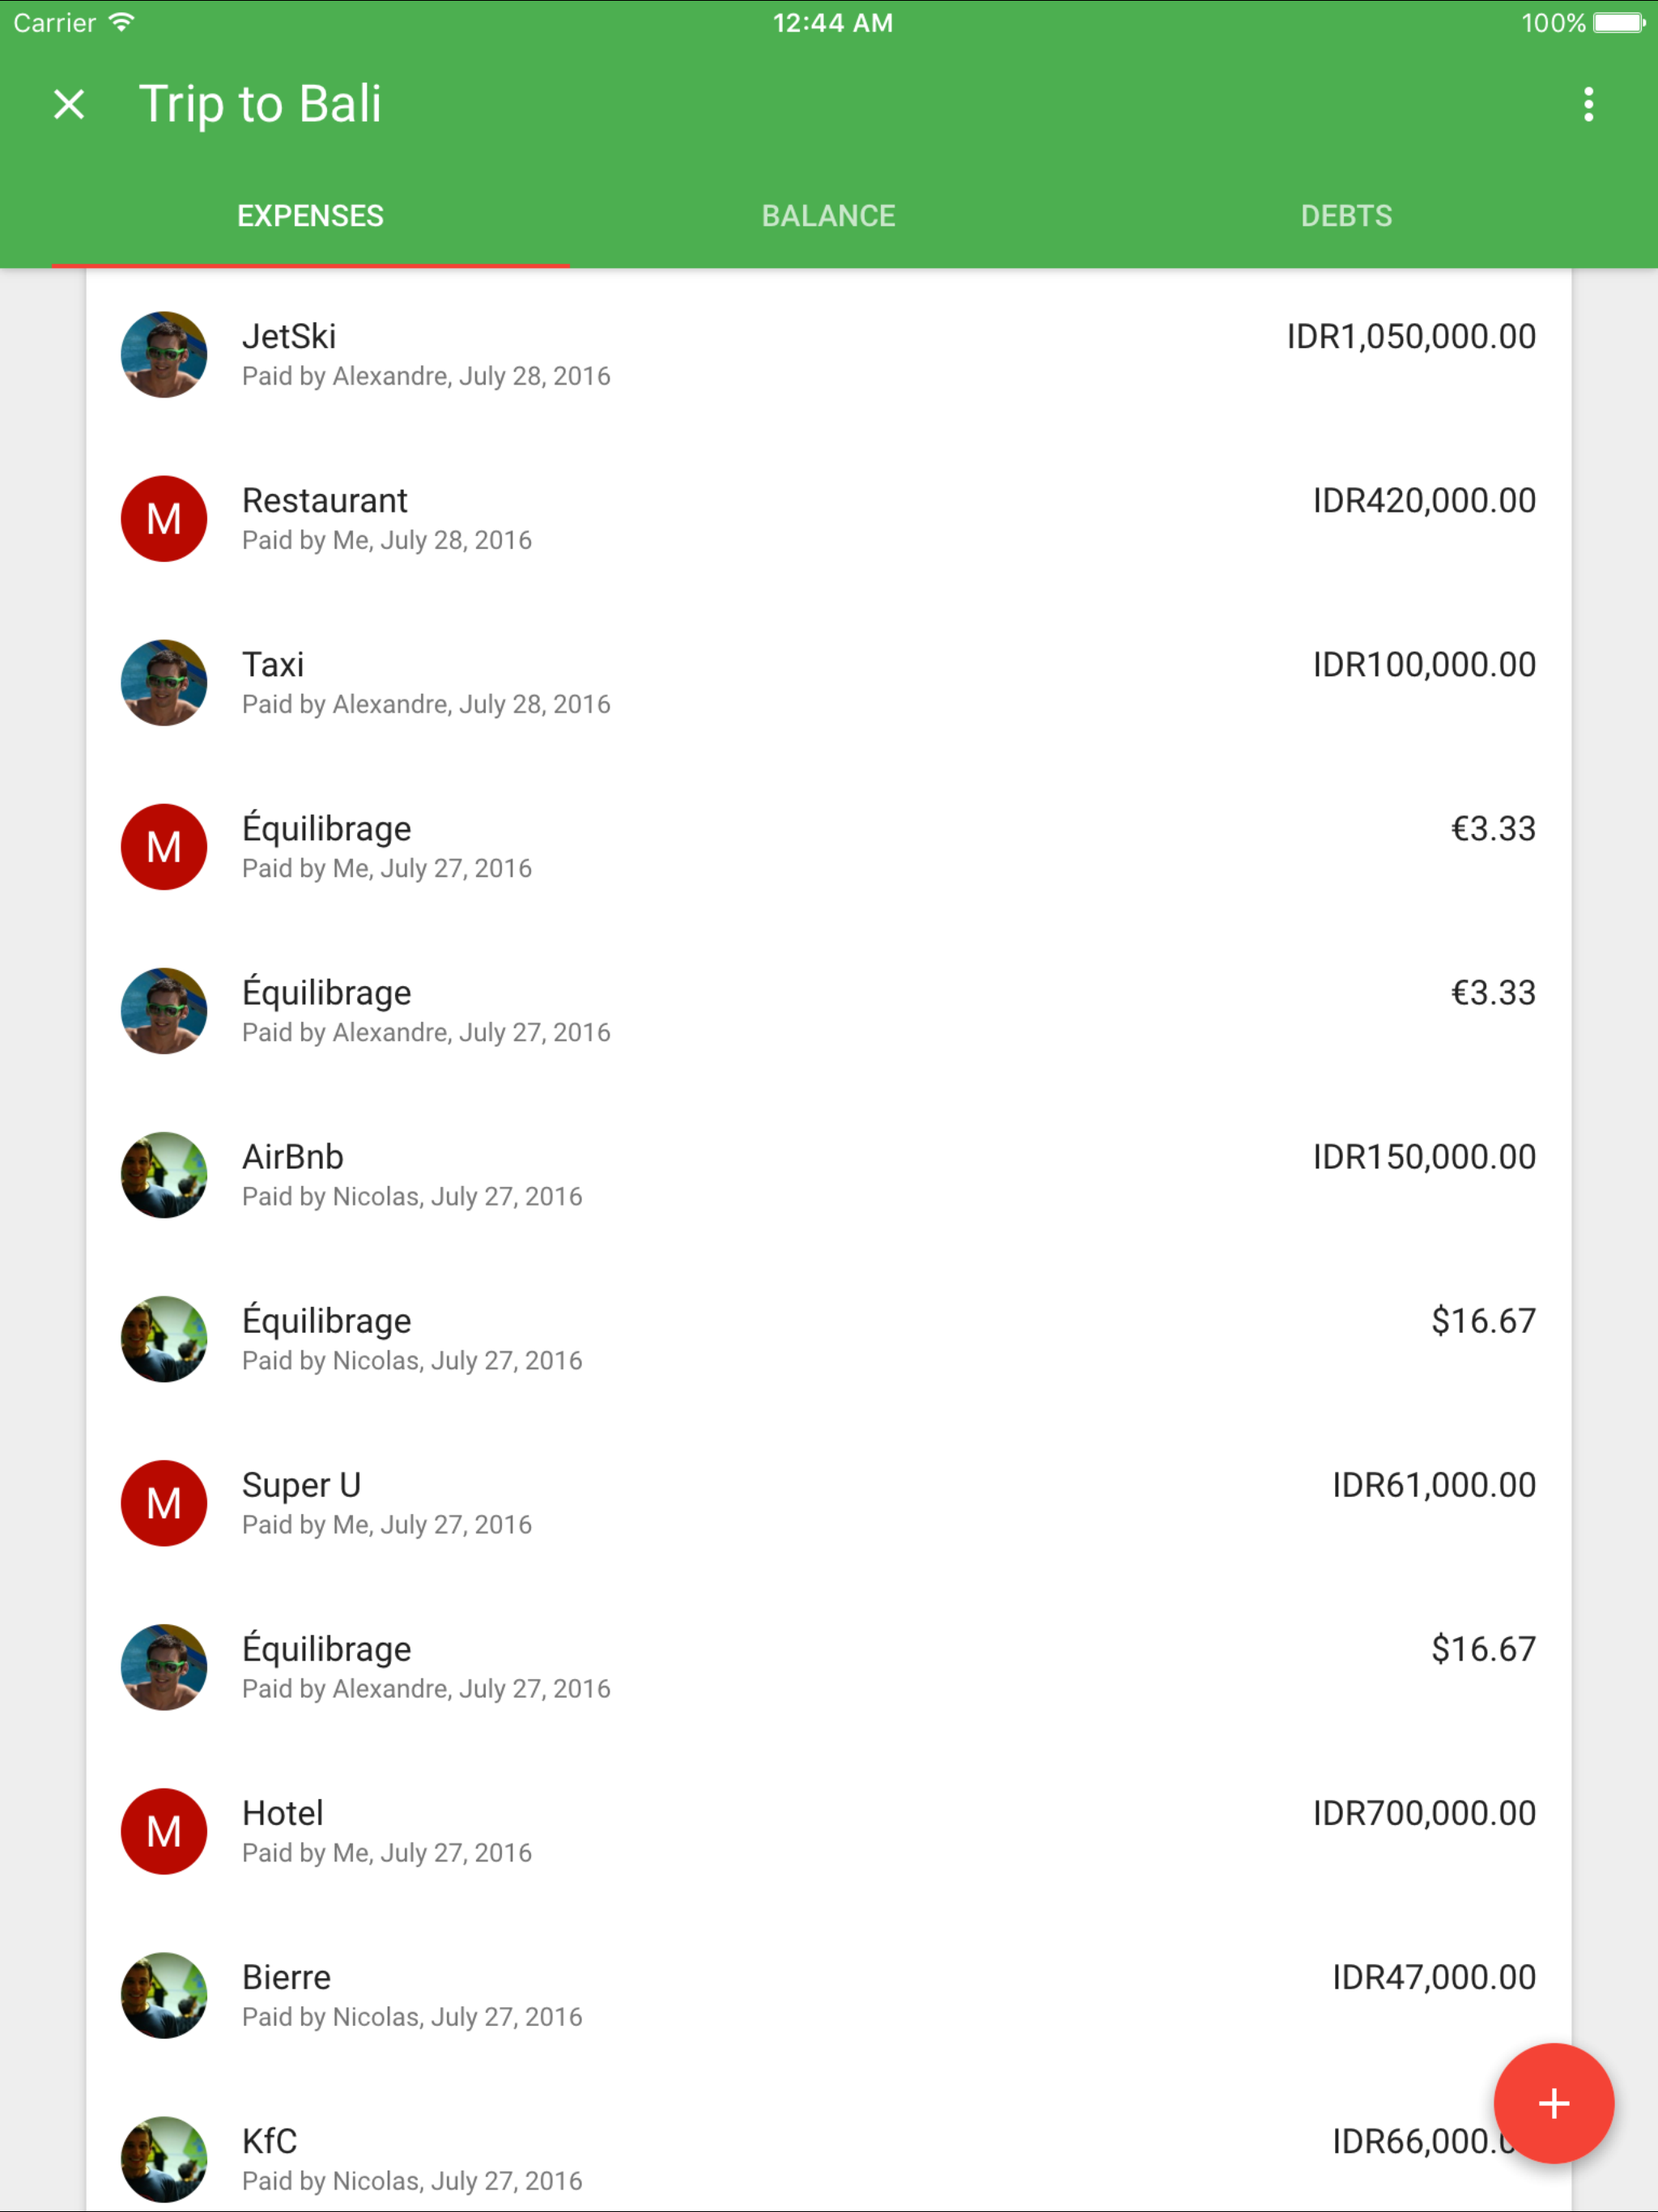 Carrier 12:44 AM 100%
Trip to Bali
EXPENSES BALANCE DEBTS
JetSki IDR1,050,000.00
Paid by Alexandre, July 28, 2016
M Restaurant IDR420,000.00
Paid by Me, July 28, 2016
Taxi IDR100,000.00
Paid by Alexandre, July 28, 2016
M Équilibrage €3.33
Paid by Me, July 27, 2016
Équilibrage €3.33
Paid by Alexandre, July 27, 2016
AirBnb IDR150,000.00
Paid by Nicolas, July 27, 2016
Équilibrage $16.67
Paid by Nicolas, July 27, 2016
M Super U IDR61,000.00
Paid by Me, July 27, 2016
Équilibrage $16.67
Paid by Alexandre, July 27, 2016
M Hotel IDR700,000.00
Paid by Me, July 27, 2016
Bierre IDR47,000.00
Paid by Nicolas, July 27, 2016
+
KfC IDR66,000.
Paid by Nicolas, July 27, 2016